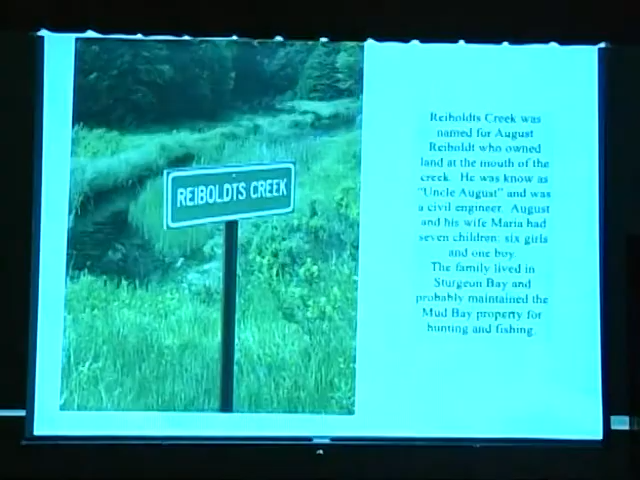 REIBOLDTS CREEK
Reiboldts Creek was
named for August
Reiboldt who owned
land at the mouth of the
creek. He was know as
"Uncle August" and was
a civil engineer. August
and his wife Maria had
seven children: six girls
and one boy.
The family lived in
Sturgeon Bay and
probably maintained the
Mud Bay property for
hunting and fishing.